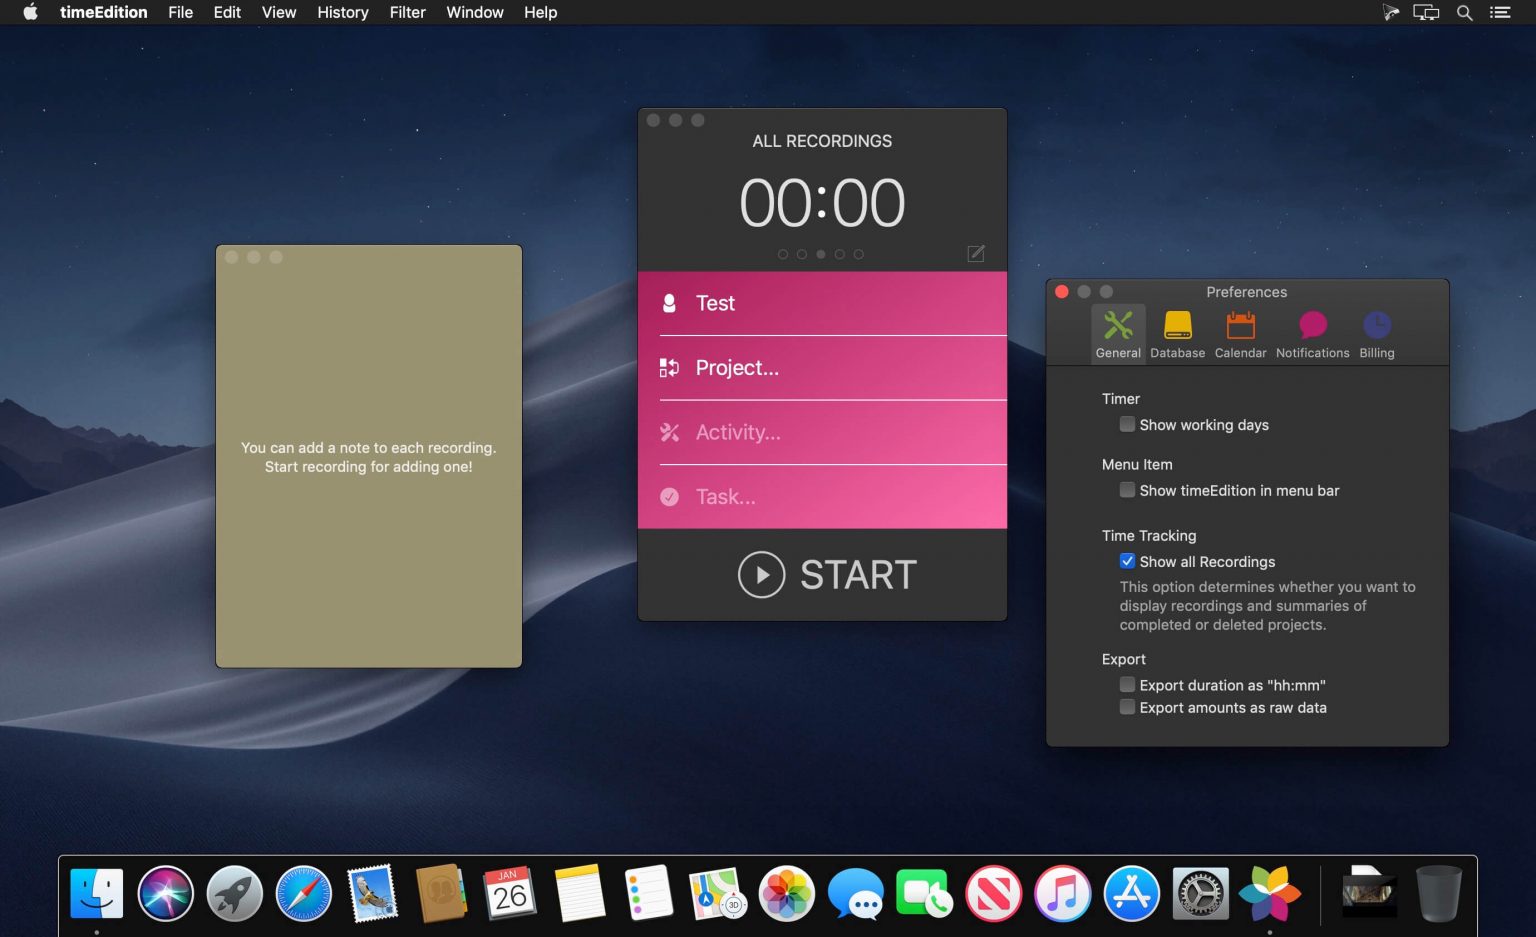 timeEdition File Edit View History Filter Window Help
You can add a note to each recording.
Start recording for adding one!
ALL RECORDINGS
00:00
Test
Project...
Activity...
Task...
START
Preferences
General Database Calendar Notifications Billing
Timer
Show working days
Menu Item
Show timeEdition in menu bar
Time Tracking
Show all Recordings
This option determines whether you want to
display recordings and summaries of
completed or deleted projects.
Export
Export duration as "hh:mm"
Export amounts as raw data
JAN
26
3D